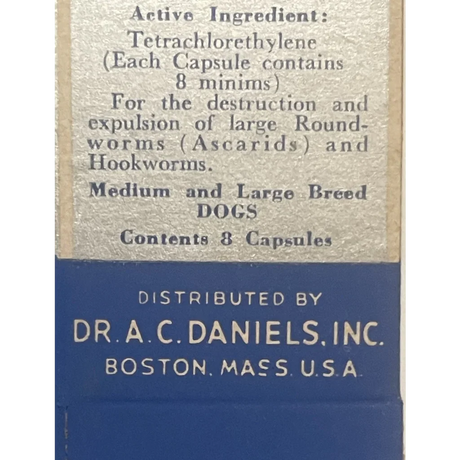 Active Ingredient:
Tetrachlorethylene
(Each Capsule contains
8 minims)
For the destruction and
expulsion of large Round-
worms (Ascarids) and
Hookworms.
Medium and Large Breed
DOGS
Contents 8 Capsules
DISTRIBUTED BY
DR. A. C. DANIELS, INC.
BOSTON, MASS. U.S.A.